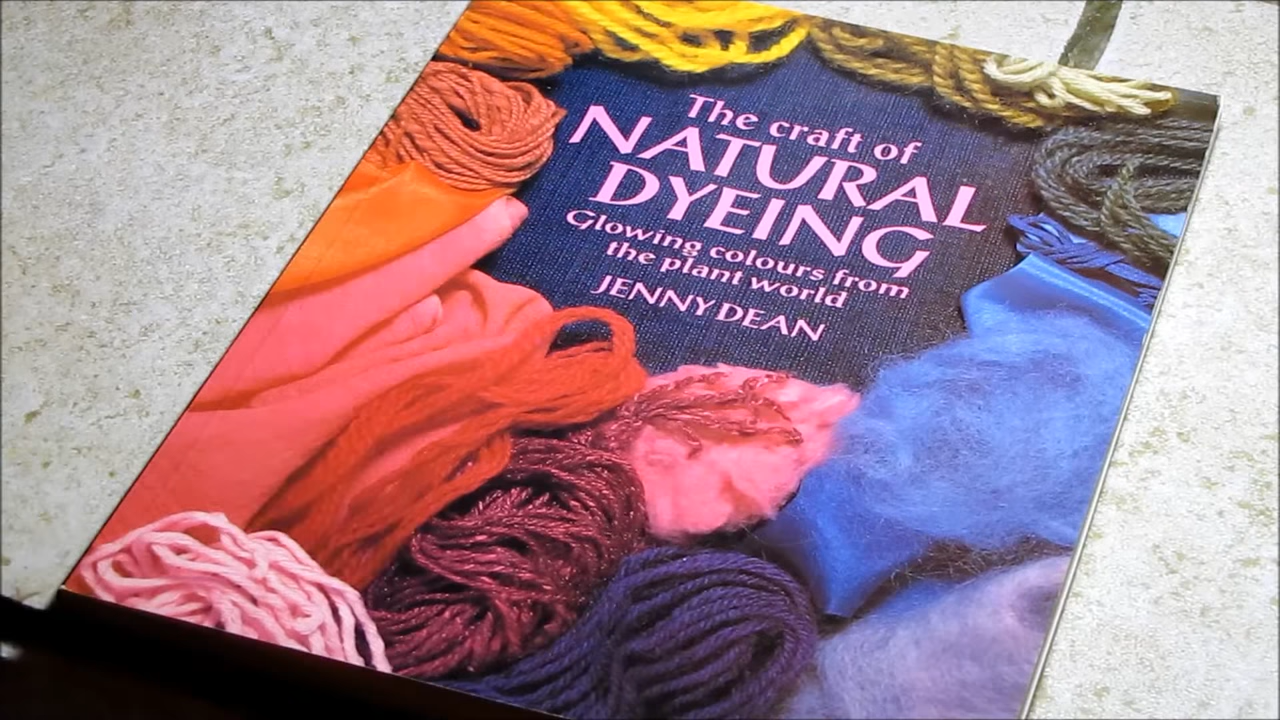 The craft of
NATURAL
DYEING
Glowing colours from
the plant world
JENNY DEAN